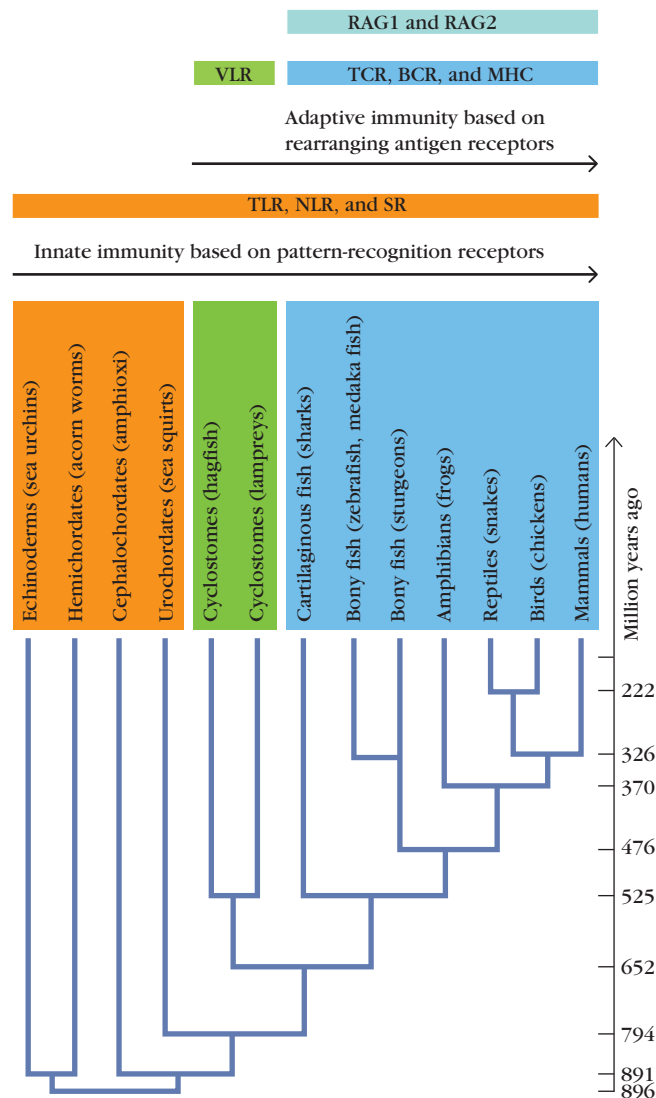 RAG1 and RAG2
VLR
TCR, BCR, and MHC
Adaptive immunity based on
rearranging antigen receptors
TLR, NLR, and SR
Innate immunity based on pattern-recognition receptors
Echinoderms (sea urchins)
Hemichordates (acorn worms)
Cephalochordates (amphioxi)
Urochordates (sea squirts)
Cyclostomes (hagfish)
Cyclostomes (lampreys)
Cartilaginous fish (sharks)
Bony fish (zebrafish, medaka fish)
Bony fish (sturgeons)
Amphibians (frogs)
Reptiles (snakes)
Birds (chickens)
Mammals (humans)
Million years ago
222
326
370
476
525
652
794
891
896